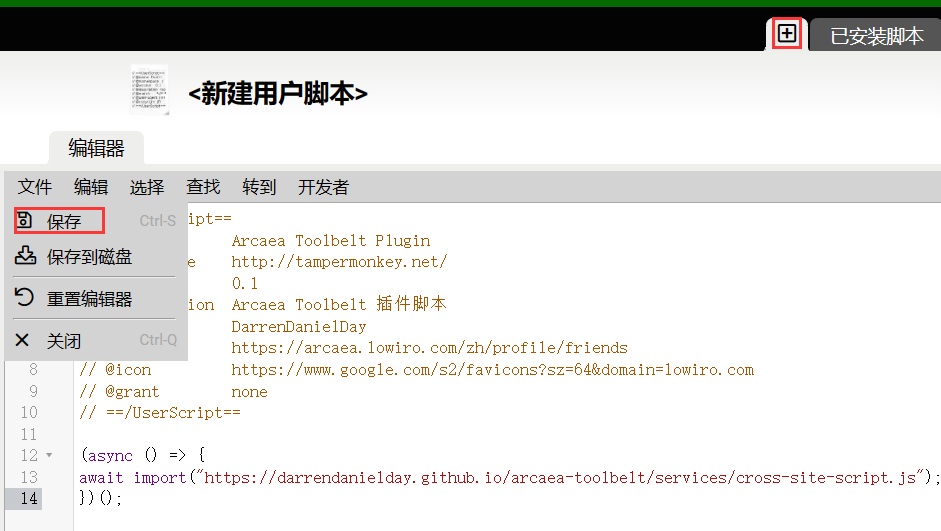 已安装脚本
<新建用户脚本>
编辑器
文件 编辑 选择 查找 转到 开发者
保存 Ctrl-S
保存到磁盘
重置编辑器
关闭 Ctrl-Q
ipt==
Arcaea Toolbelt Plugin
e http://tampermonkey.net/
0.1
ion Arcaea Toolbelt 插件脚本
DarrenDanielDay
https://arcaea.lowiro.com/zh/profile/friends
8 // @icon https://www.google.com/s2/favicons?sz=64&domain=lowiro.com
9 // @grant none
10 // ==/UserScript==
11
12 (async () => {
13 await import("https://darrendanielday.github.io/arcaea-toolbelt/services/cross-site-script.js");
14 })();